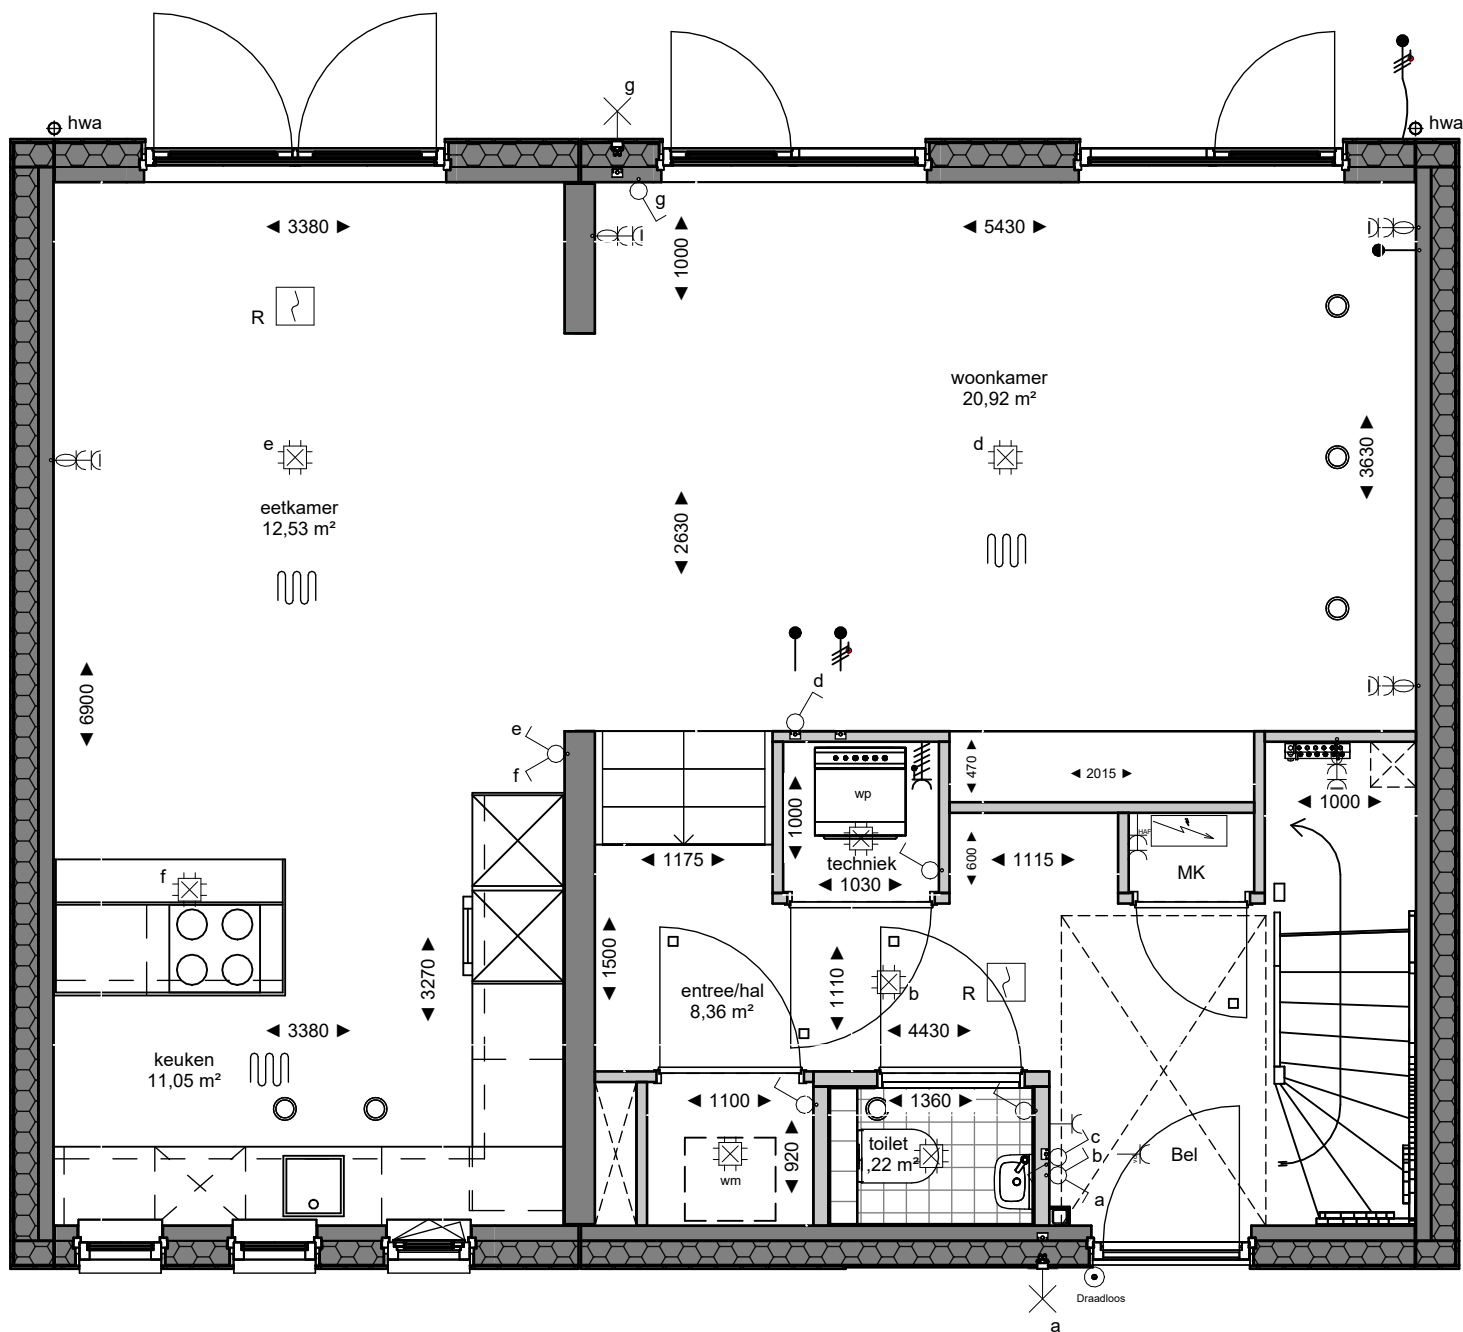 g
hwa
hwa
g
◄ 3380 ►
◄ 1000 ►
◄ 5430 ►
R
woonkamer
20,92 m²
e
d
◄ 3630 ►
eetkamer
12,53 m²
◄ 2630 ►
◄ 6900 ►
d
e
f
wp
◄ 470 ►
◄ 2015 ►
◄ 1000 ►
◄ 1000 ►
◄ 1175 ►
techniek
◄ 1030 ►
◄ 600 ►
◄ 1115 ►
HAF
MK
f
◄ 3270 ►
◄ 1500 ►
entree/hal
8,36 m²
◄ 1110 ►
b
R
◄ 3380 ►
◄ 4430 ►
keuken
11,05 m²
◄ 1100 ►
◄ 1360 ►
◄ 920 ►
toilet
,22 m²
wm
c
b
a
Bel
Draadloos
a